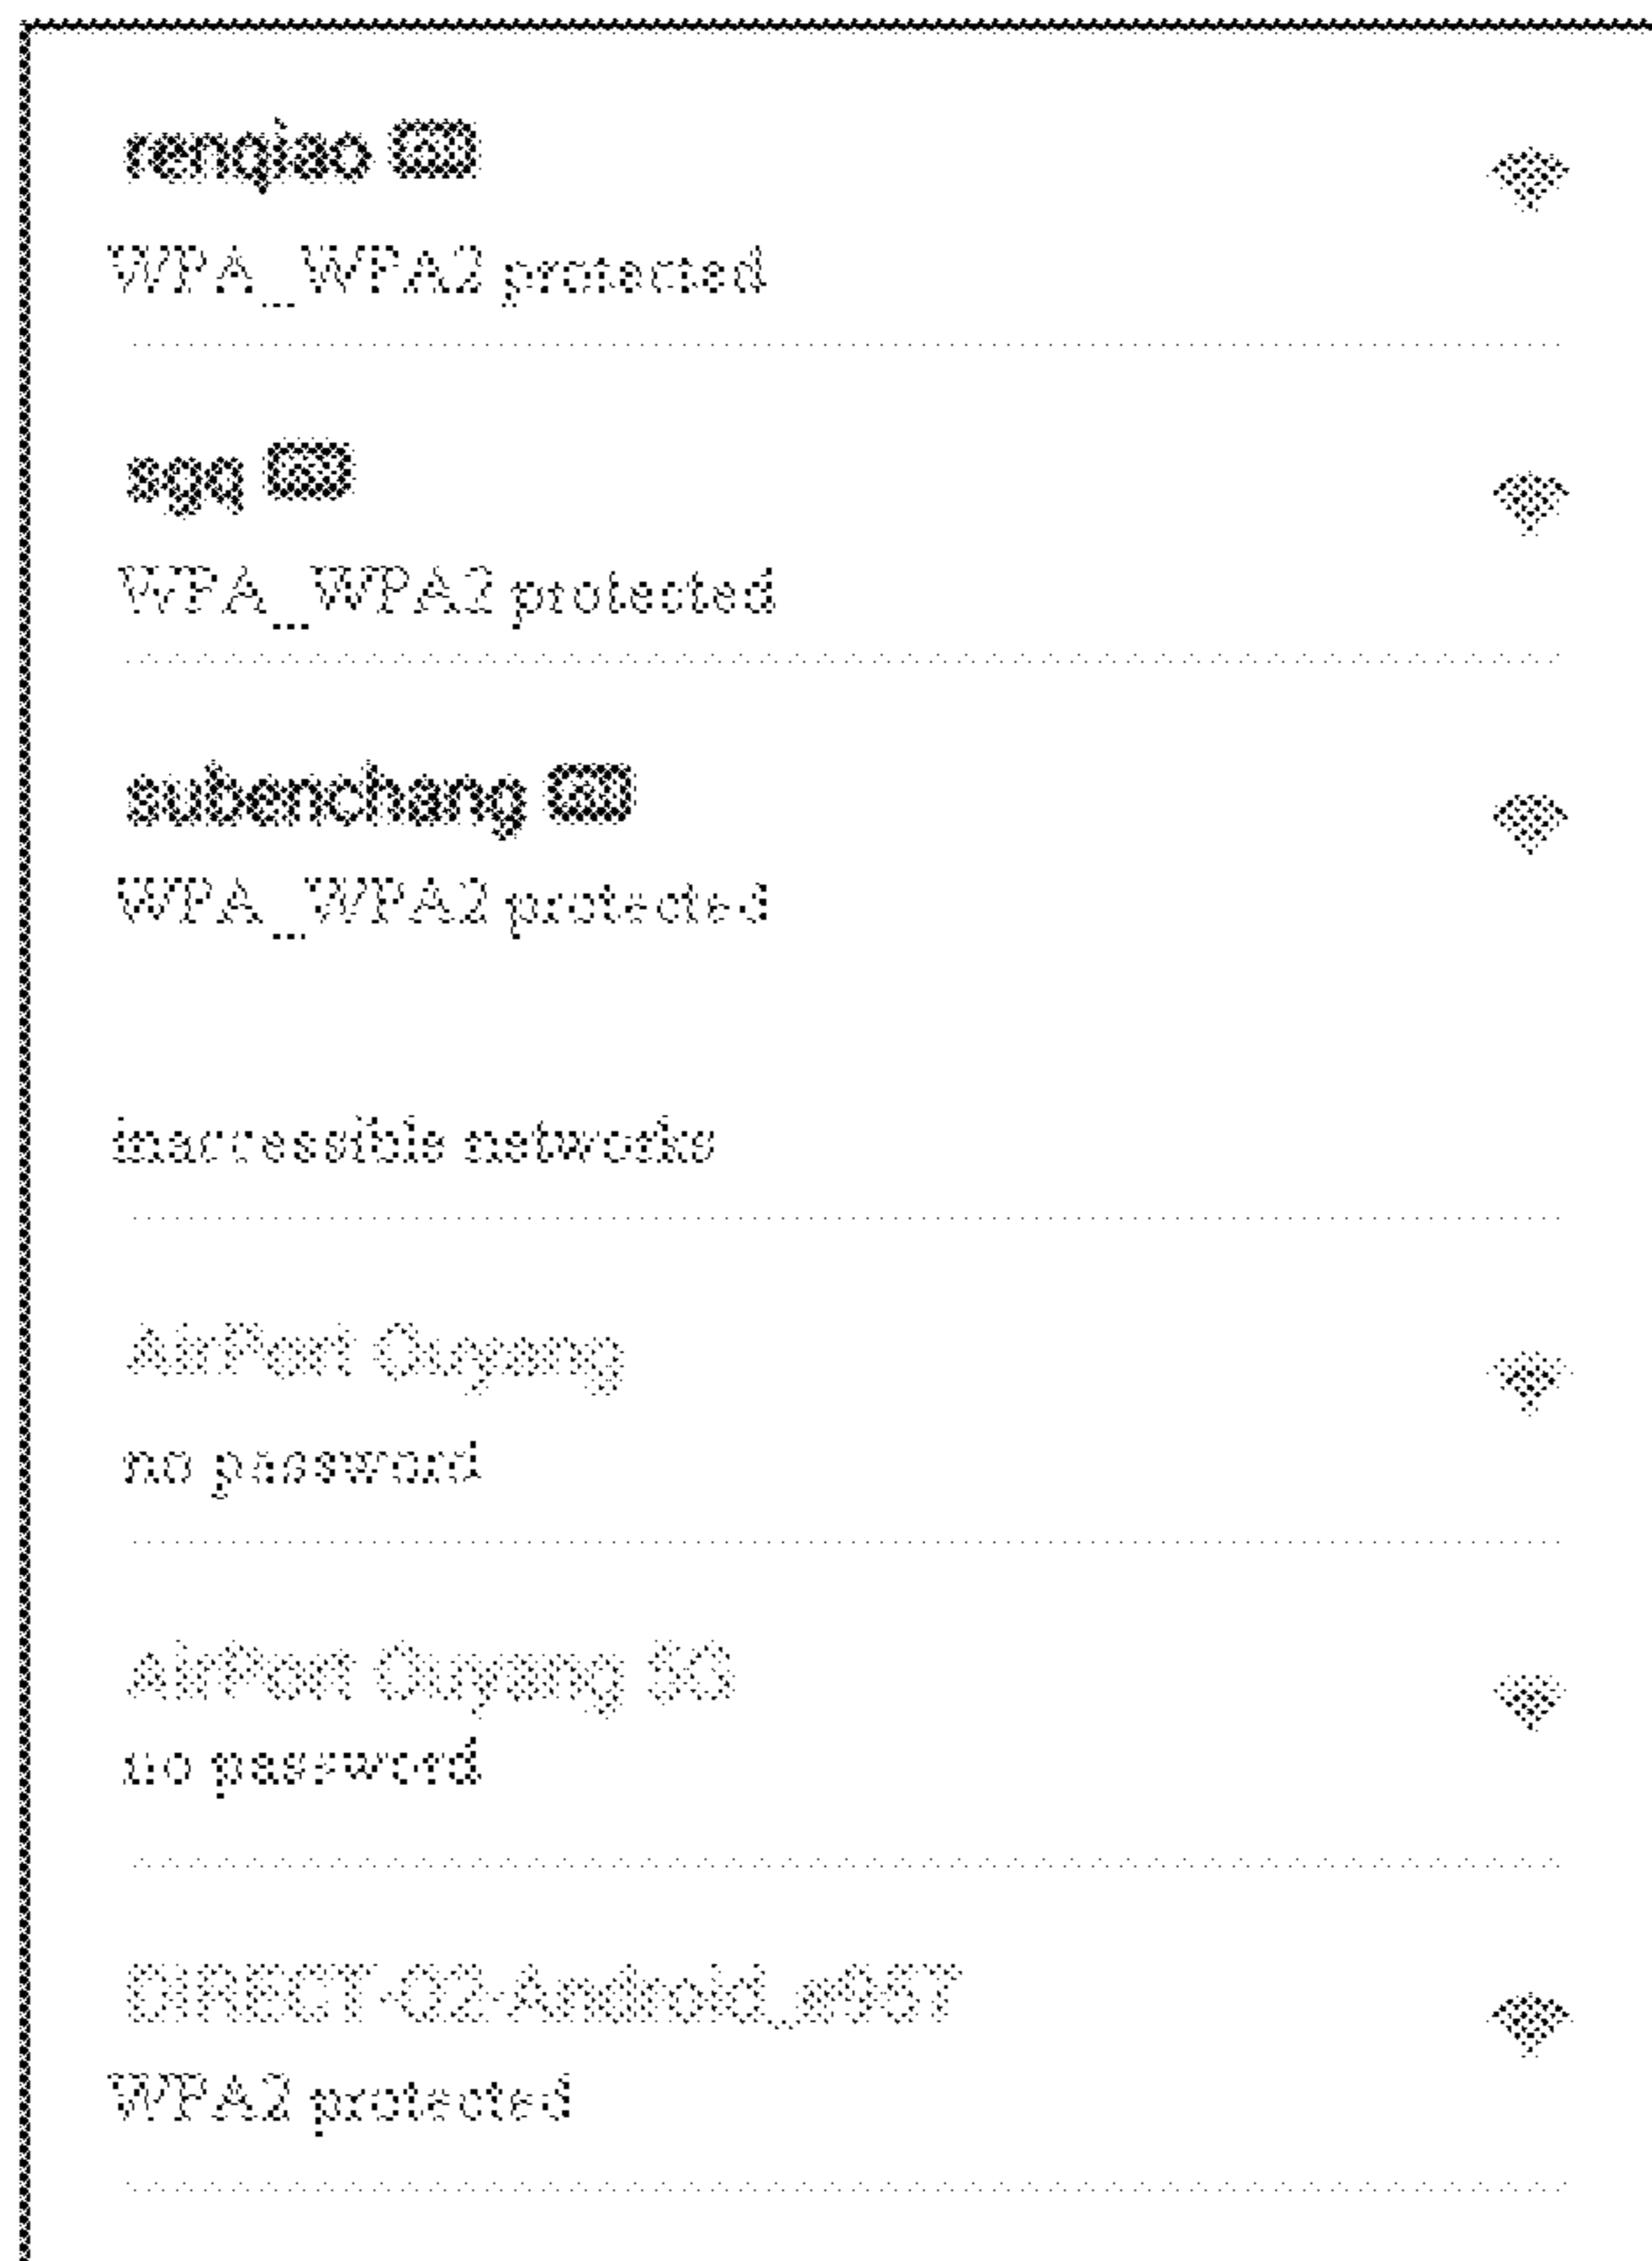 renqiao
WPA_WPA2 protected
sgq
WPA_WPA2 protected
subenchang
WPA_WPA2 protected
inaccessible networks
AirPort Ouyang
no password
AirPort Ouyang 5G
no password
WPA2 protected